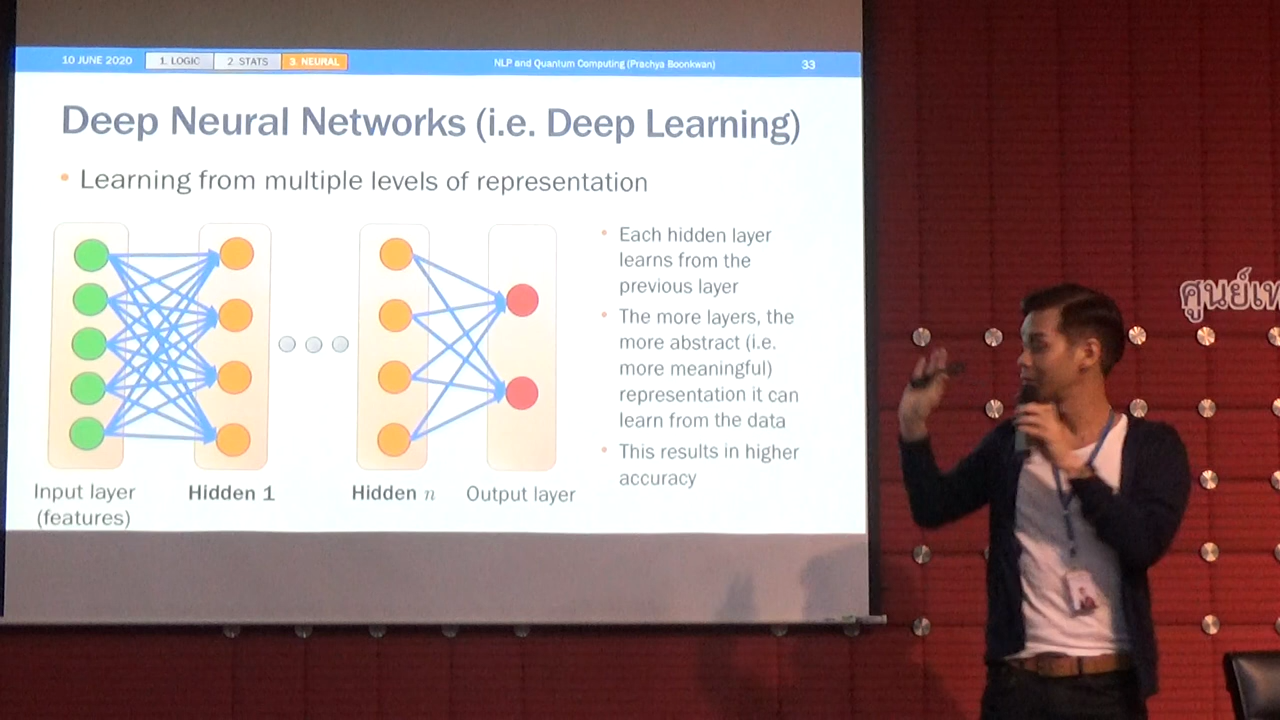 10 JUNE 2020
1. LOGIC
2. STATS
3. NEURAL
NLP and Quantum Computing (Prachya Boonkwan)
33
Deep Neural Networks (i.e. Deep Learning)
• Learning from multiple levels of representation
• Each hidden layer
learns from the
previous layer
• The more layers, the
more abstract (i.e.
more meaningful)
representation it can
learn from the data
• This results in higher
accuracy
Input layer
(features)
Hidden 1
Hidden n
Output layer